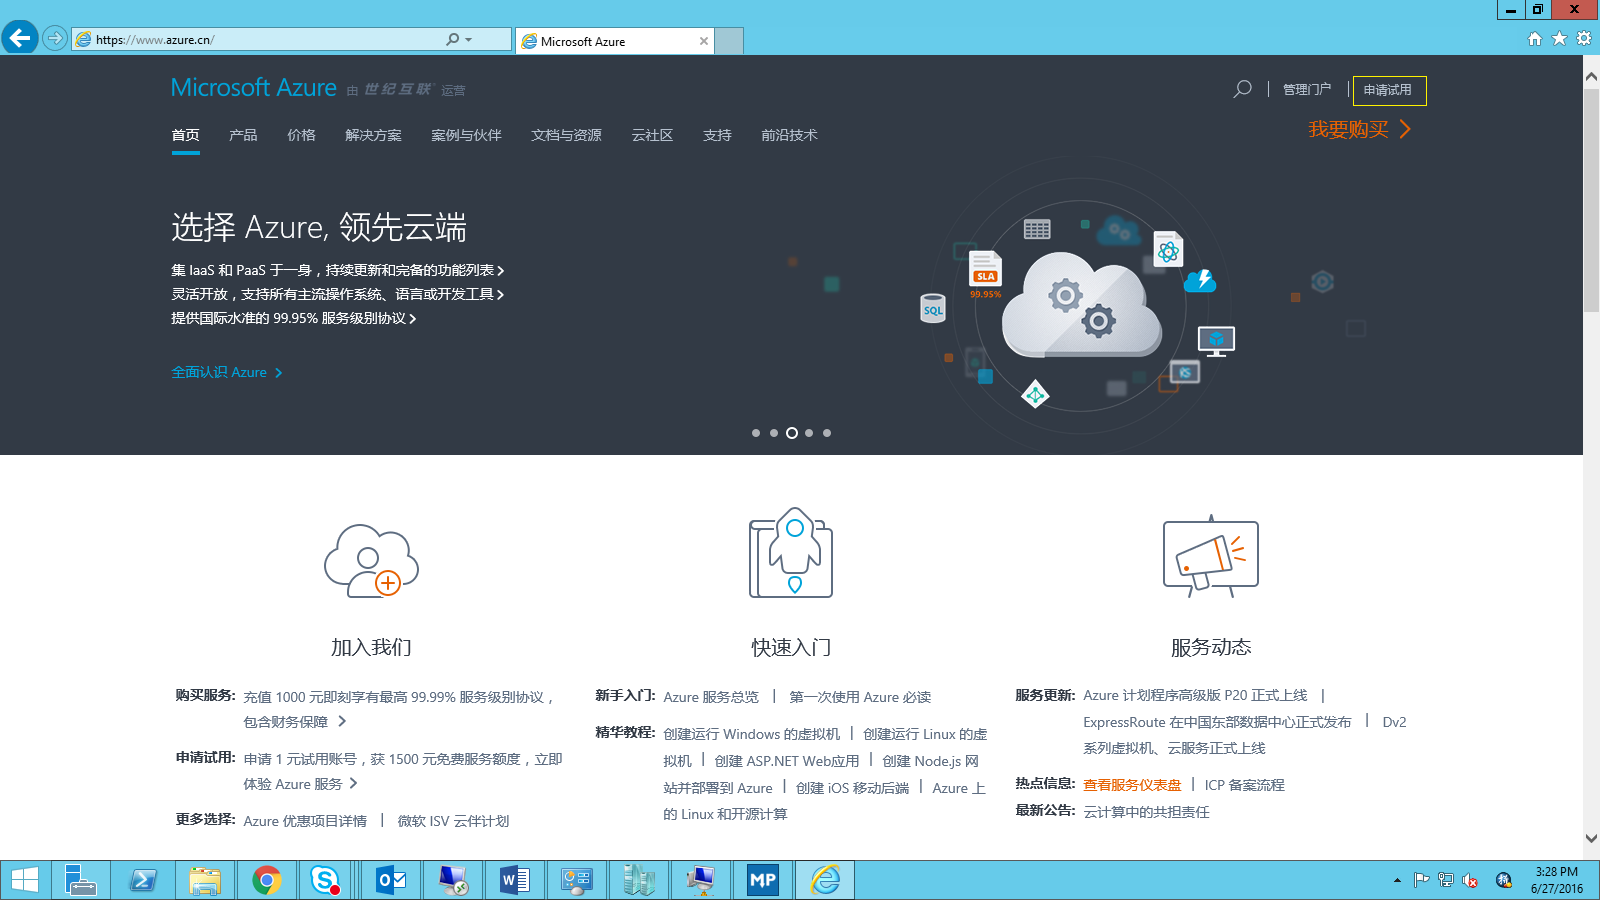 https://www.azure.cn/
Microsoft Azure
Microsoft Azure 由 世纪互联 运营
管理门户
申请试用
我要购买
首页 产品 价格 解决方案 案例与伙伴 文档与资源 云社区 支持 前沿技术
选择 Azure, 领先云端
集 IaaS 和 PaaS 于一身，持续更新和完备的功能列表
灵活开放，支持所有主流操作系统、语言或开发工具
提供国际水准的 99.95% 服务级别协议
全面认识 Azure
SLA
99.95%
SQL
加入我们
购买服务: 充值 1000 元即刻享有最高 99.99% 服务级别协议，
包含财务保障
申请试用: 申请 1 元试用账号，获 1500 元免费服务额度，立即
体验 Azure 服务
更多选择: Azure 优惠项目详情 | 微软 ISV 云伴计划
快速入门
新手入门: Azure 服务总览 | 第一次使用 Azure 必读
精华教程: 创建运行 Windows 的虚拟机 | 创建运行 Linux 的虚
拟机 | 创建 ASP.NET Web应用 | 创建 Node.js 网
站并部署到 Azure | 创建 iOS 移动后端 | Azure 上
的 Linux 和开源计算
服务动态
服务更新: Azure 计划程序高级版 P20 正式上线 |
ExpressRoute 在中国东部数据中心正式发布 | Dv2
系列虚拟机、云服务正式上线
热点信息: 查看服务仪表盘 | ICP 备案流程
最新公告: 云计算中的共担责任
MP
3:28 PM
6/27/2016